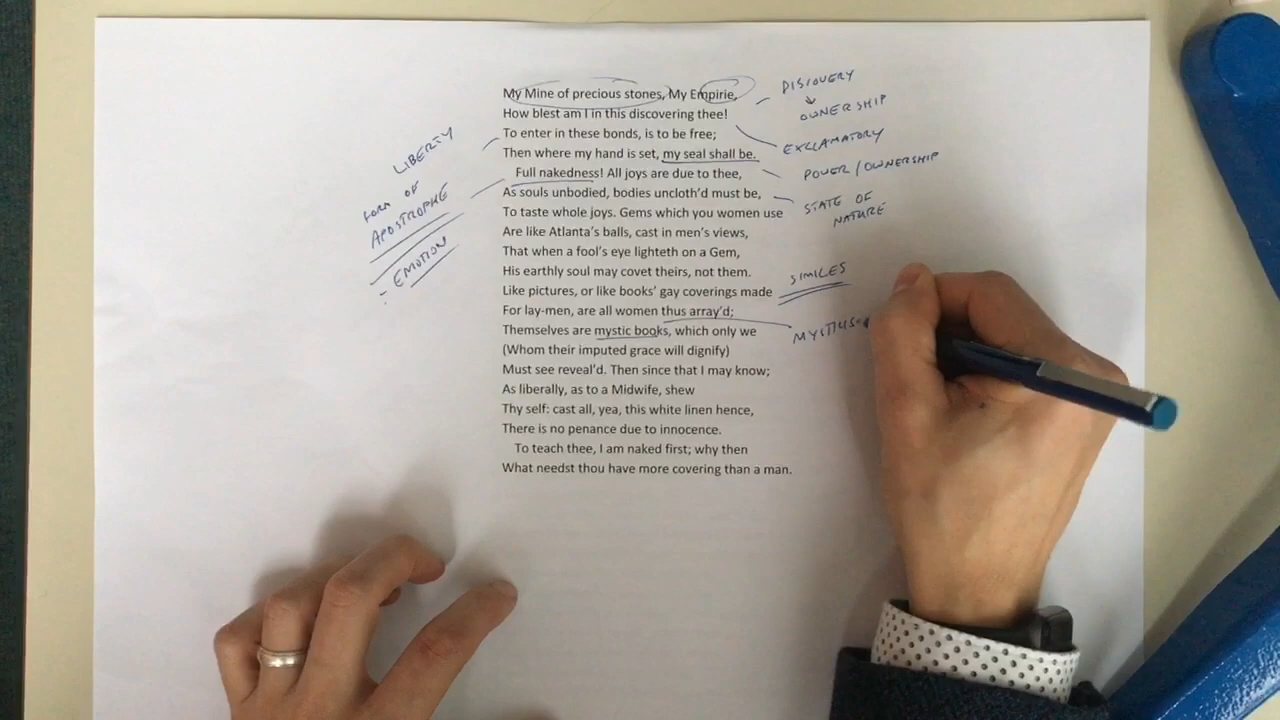 My Mine of precious stones, My Empirie,
How blest am I in this discovering thee!
To enter in these bonds, is to be free;
Then where my hand is set, my seal shall be.
Full nakedness! All joys are due to thee,
As souls unbodied, bodies uncloth’d must be,
To taste whole joys. Gems which you women use
Are like Atlanta’s balls, cast in men’s views,
That when a fool’s eye lighteth on a Gem,
His earthly soul may covet theirs, not them.
Like pictures, or like books’ gay coverings made
For lay-men, are all women thus array’d;
Themselves are mystic books, which only we
(Whom their imputed grace will dignify)
Must see reveal’d. Then since that I may know;
As liberally, as to a Midwife, shew
Thy self: cast all, yea, this white linen hence,
There is no penance due to innocence.
To teach thee, I am naked first; why then
What needst thou have more covering than a man.
LIBERTY
FORM OF
APOSTROPHE
- EMOTION
DISCOVERY
OWNERSHIP
EXCLAMATORY
POWER/OWNERSHIP
STATE OF
NATURE
SIMILES